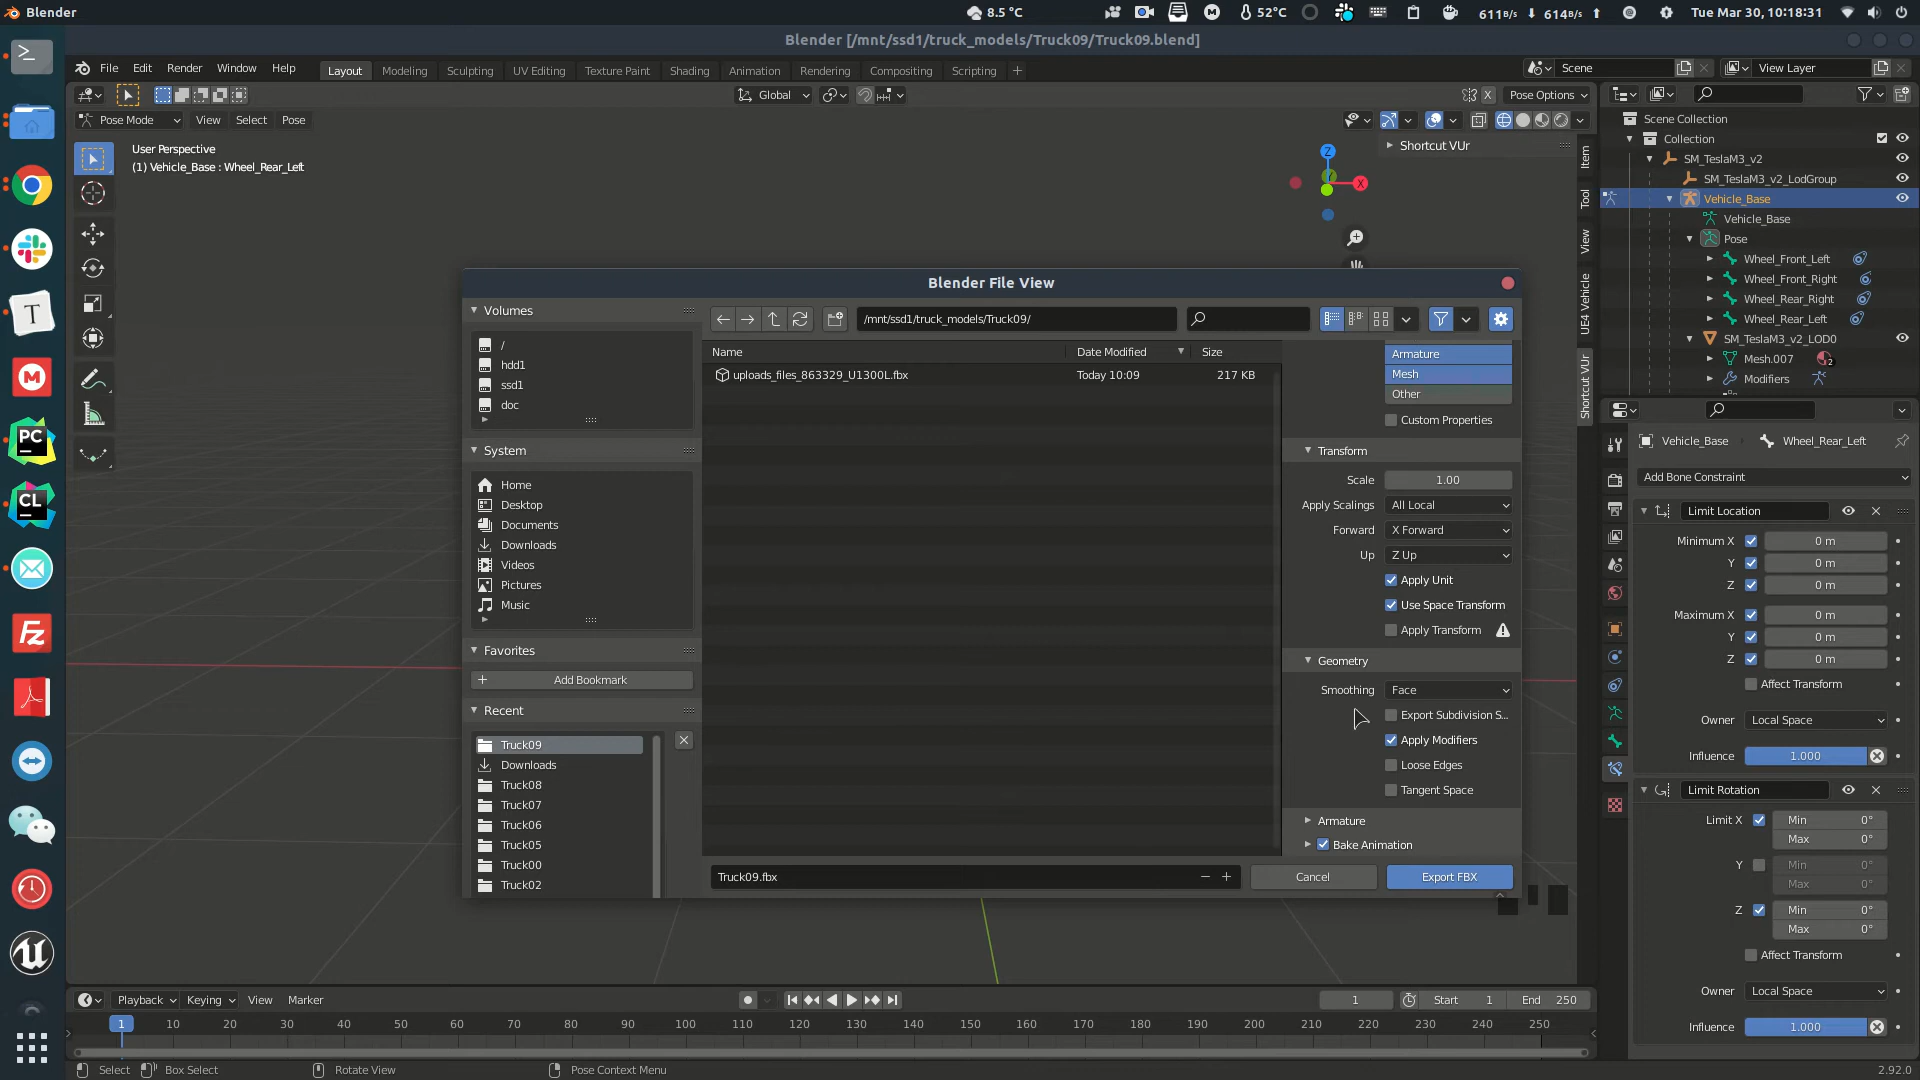 Blender
8.5 °C
52°C
611B/s
614B/s
Tue Mar 30, 10:18:31
Blender [/mnt/ssd1/truck_models/Truck09/Truck09.blend]
File Edit Render Window Help
Layout Modeling Sculpting UV Editing Texture Paint Shading Animation Rendering Compositing Scripting +
Scene
View Layer
Global
X
Pose Options
Pose Mode View Select Pose
User Perspective
(1) Vehicle_Base : Wheel_Rear_Left
Z
X
Shortcut VUr
Item
Tool
View
UE4 Vehicle
Shortcut VUr
Scene Collection
Collection
SM_TeslaM3_v2
SM_TeslaM3_v2_LodGroup
Vehicle_Base
Vehicle_Base
Pose
Wheel_Front_Left
Wheel_Front_Right
Wheel_Rear_Right
Wheel_Rear_Left
SM_TeslaM3_v2_LOD0
Mesh.007
2
Modifiers
Blender File View
Volumes
/
hdd1
ssd1
doc
System
Home
Desktop
Documents
Downloads
Videos
Pictures
Music
Favorites
Add Bookmark
Recent
Truck09
Downloads
Truck08
Truck07
Truck06
Truck05
Truck00
Truck02
/mnt/ssd1/truck_models/Truck09/
Name Date Modified Size
uploads_files_863329_U1300L.fbx Today 10:09 217 KB
Armature
Mesh
Other
Custom Properties
Transform
Scale 1.00
Apply Scalings All Local
Forward X Forward
Up Z Up
Apply Unit
Use Space Transform
Apply Transform
Geometry
Smoothing Face
Export Subdivision S...
Apply Modifiers
Loose Edges
Tangent Space
Armature
Bake Animation
Truck09.fbx
Cancel
Export FBX
Vehicle_Base Wheel_Rear_Left
Add Bone Constraint
Limit Location
Minimum X 0 m
Y 0 m
Z 0 m
Maximum X 0 m
Y 0 m
Z 0 m
Affect Transform
Owner Local Space
Influence 1.000
Limit Rotation
Limit X Min 0°
Max 0°
Y Min 0°
Max 0°
Z Min 0°
Max 0°
Affect Transform
Owner Local Space
Influence 1.000
Playback Keying View Marker
1
Start 1
End 250
1 10 20 30 40 50 60 70 80 90 100 110 120 130 140 150 160 170 180 190 200 210 220 230 240 250
Select
Box Select
Rotate View
Pose Context Menu
2.92.0
T
M
PC
CL
Fz